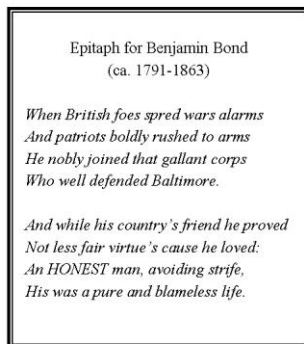 Epitaph for Benjamin Bond
(ca. 1791-1863)
When British foes spred wars alarms
And patriots boldly rushed to arms
He nobly joined that gallant corps
Who well defended Baltimore.
And while his country's friend he proved
Not less fair virtue's cause he loved:
An HONEST man, avoiding strife,
His was a pure and blameless life.